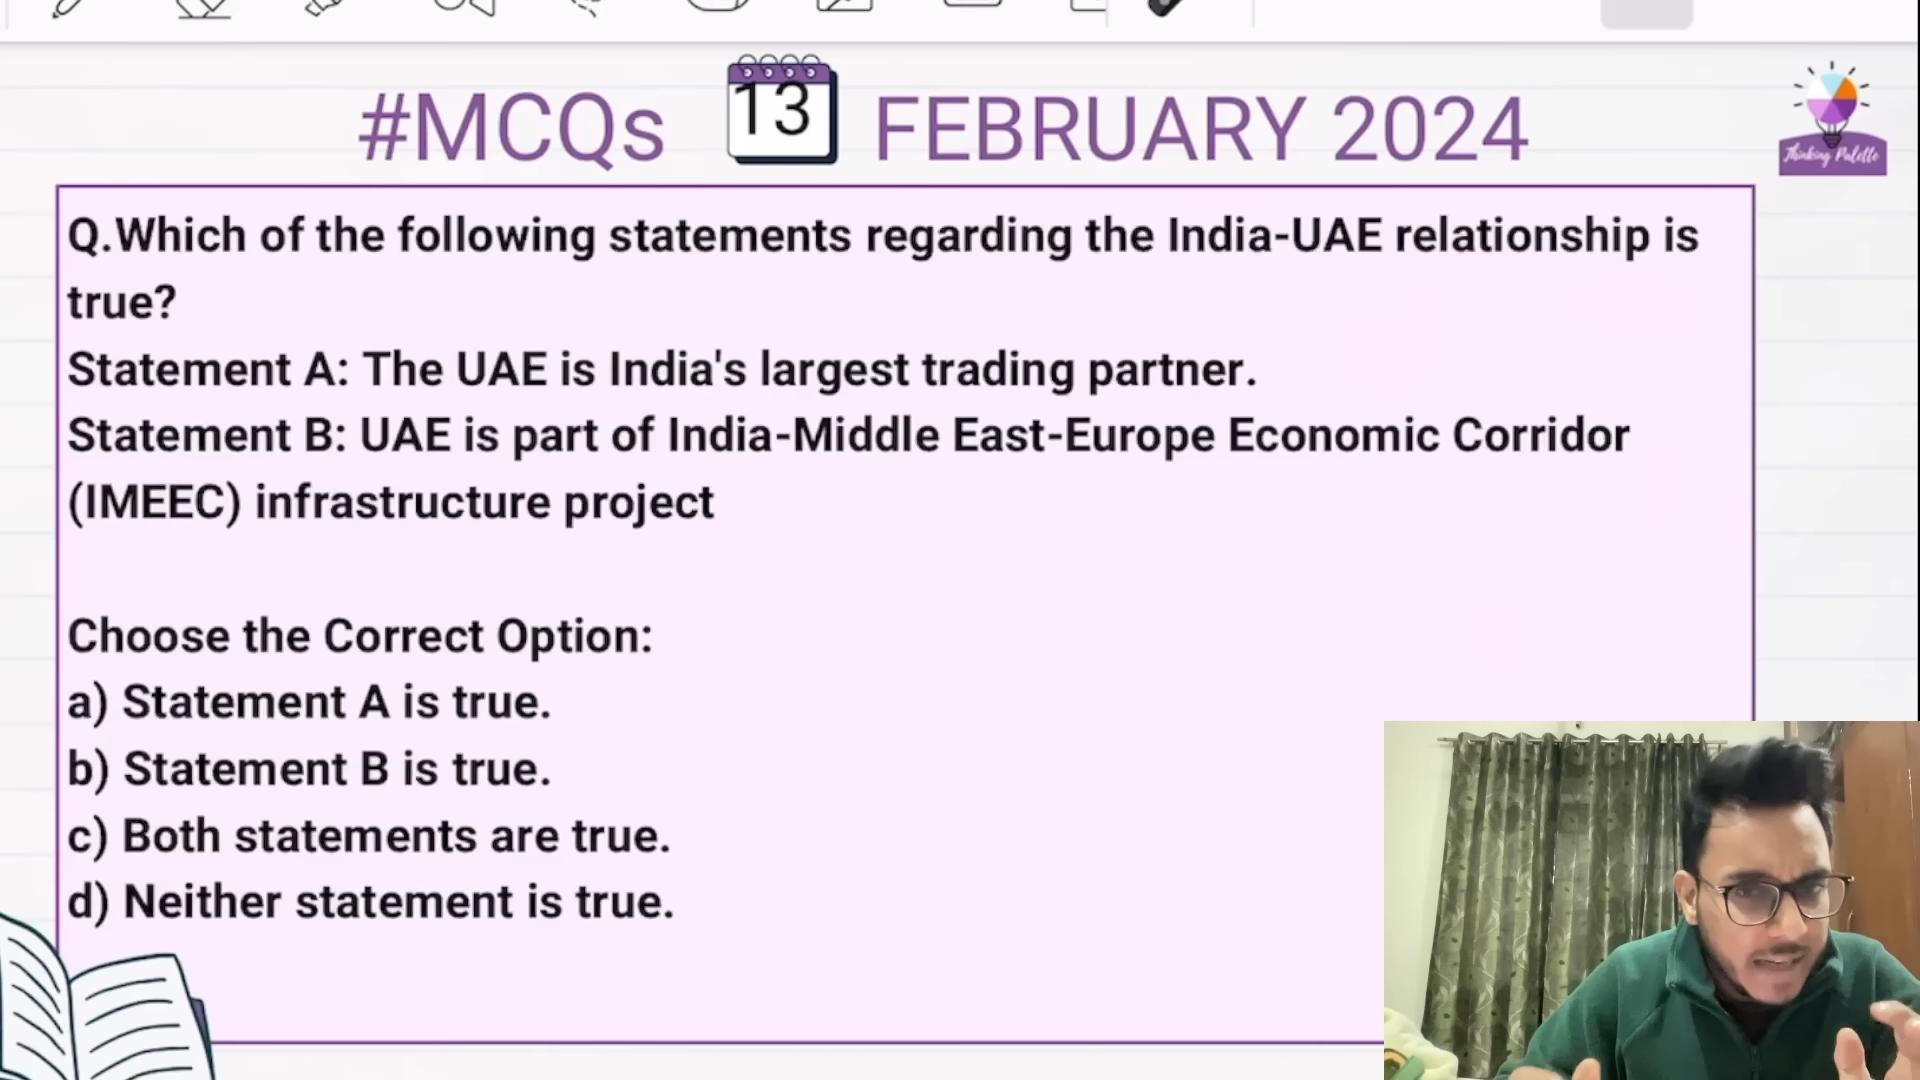 #MCQs 13 FEBRUARY 2024
Thinking Palette
Q.Which of the following statements regarding the India-UAE relationship is
true?
Statement A: The UAE is India's largest trading partner.
Statement B: UAE is part of India-Middle East-Europe Economic Corridor
(IMEEC) infrastructure project
Choose the Correct Option:
a) Statement A is true.
b) Statement B is true.
c) Both statements are true.
d) Neither statement is true.